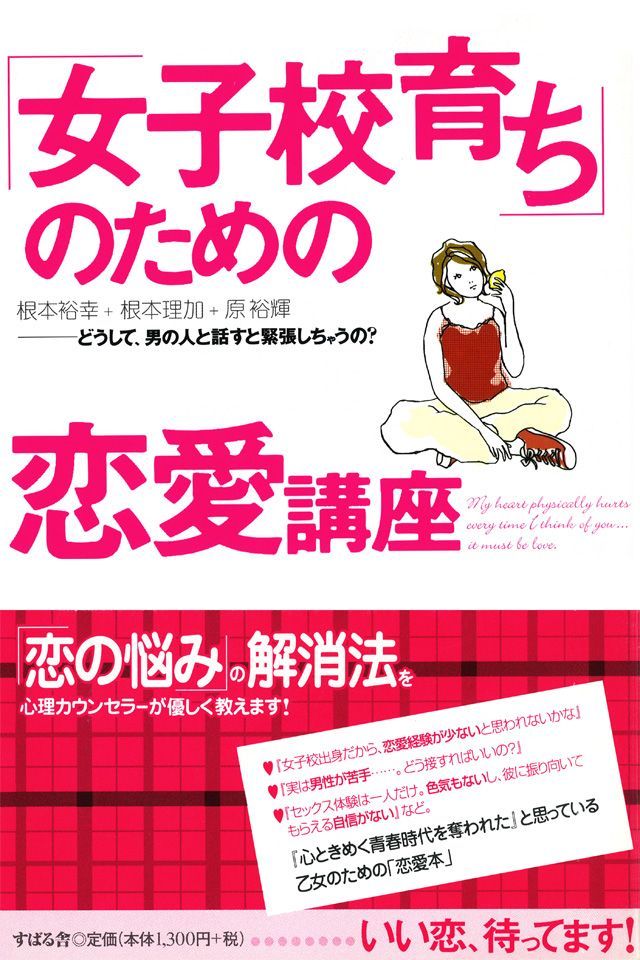 「女子校育ち」
のための
根本裕幸+根本理加+原 裕輝
――どうして、男の人と話すと緊張しちゃうの?
恋愛講座
My heart physically hurts
every time I think of you...
it must be love.
「恋の悩み」の解消法を
心理カウンセラーが優しく教えます!
♥『女子校出身だから、恋愛経験が少ないと思われないかな』
♥『実は男性が苦手……。どう接すればいいの?』
♥『セックス体験は一人だけ。色気もないし、彼に振り向いて
もらえる自信がない』など。
『心ときめく青春時代を奪われた』と思っている
乙女のための「恋愛本」
すばる舎◎定価(本体1,300円+税)………いい恋、待ってます!